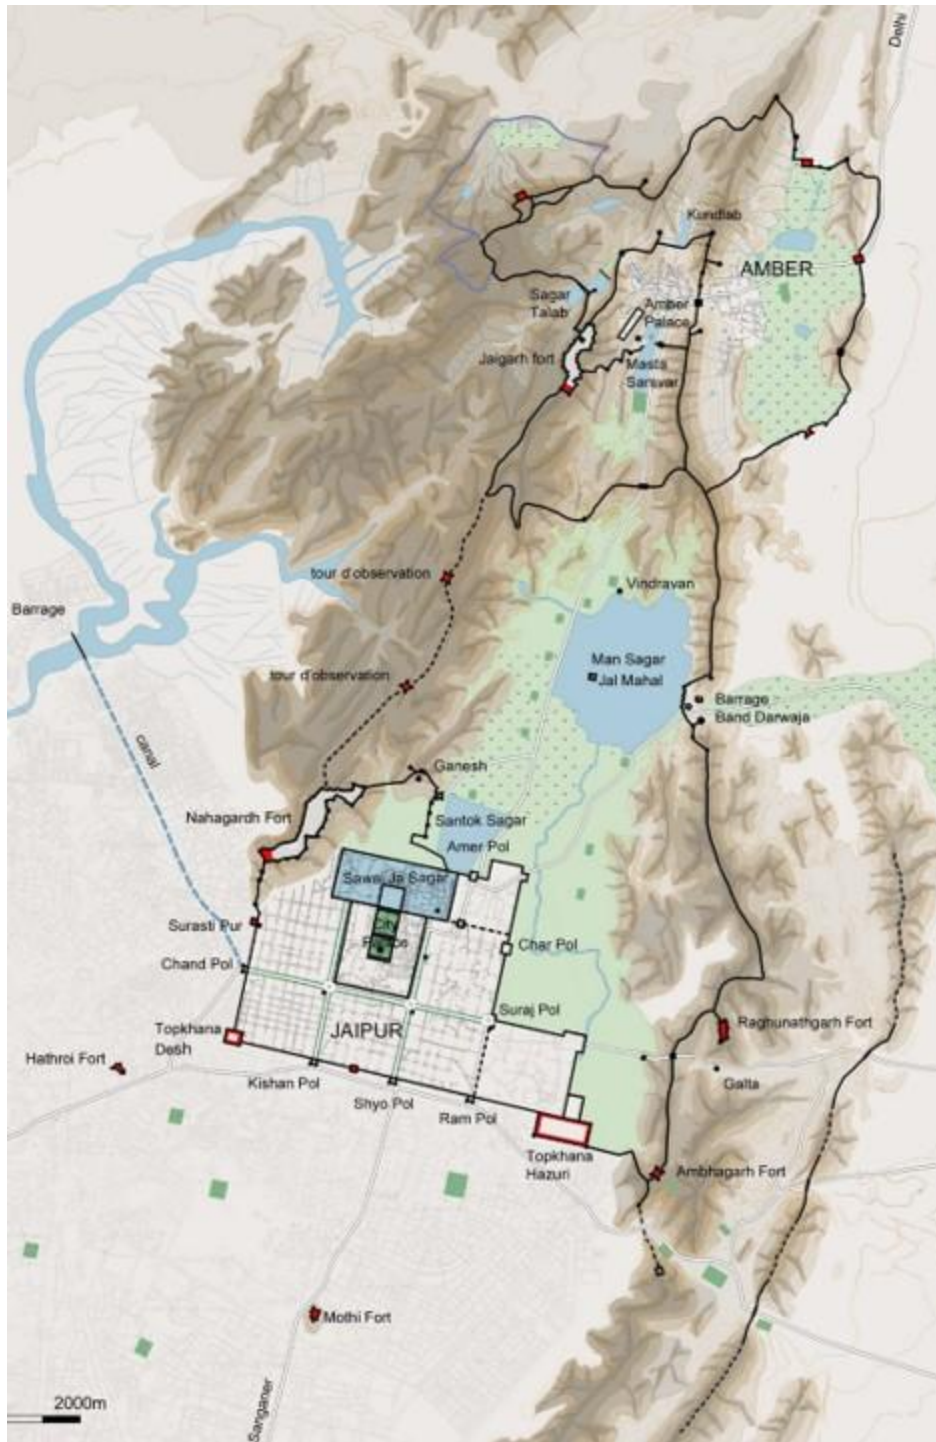 Delhi
Kundlab
AMBER
Sagar
Talab
Amber
Palace
Jaigarh fort
Masta
Sarsvar
tour d'observation
Vindravan
Barrage
Man Sagar
Jal Mahal
tour d'observation
Barrage
Band Darwaja
canal
Ganesh
Nahagardh Fort
Santok Sagar
Amer Pol
Sawai Ja Sagar
Surasti Pur
City
Char Pol
Chand Pol
Suraj Pol
Topkhana
Desh
JAIPUR
Raghunathgarh Fort
Hathroi Fort
Kishan Pol
Galta
Shyo Pol
Ram Pol
Topkhana
Hazuri
Ambhagarh Fort
Mothi Fort
Sanganer
2000m